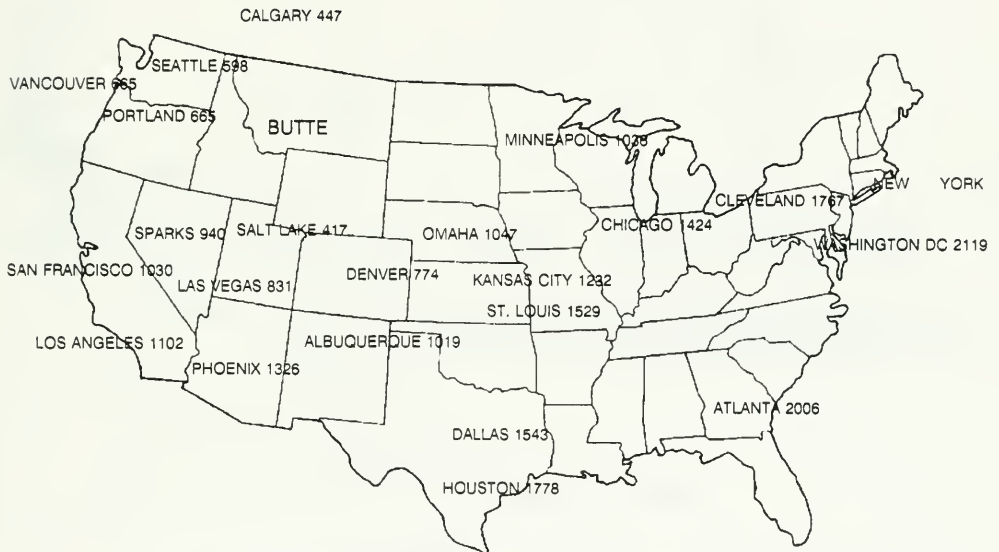 CALGARY 447
SEATTLE 598
VANCOUVER 665
PORTLAND 665
BUTTE
MINNEAPOLIS 1038
NEW YORK
CLEVELAND 1767
CHICAGO 1424
SPARKS 940
SALT LAKE 417
OMAHA 1047
WASHINGTON DC 2119
SAN FRANCISCO 1030
LAS VEGAS 831
DENVER 774
KANSAS CITY 1232
ST. LOUIS 1529
LOS ANGELES 1102
ALBUQUERQUE 1019
PHOENIX 1326
ATLANTA 2006
DALLAS 1543
HOUSTON 1778